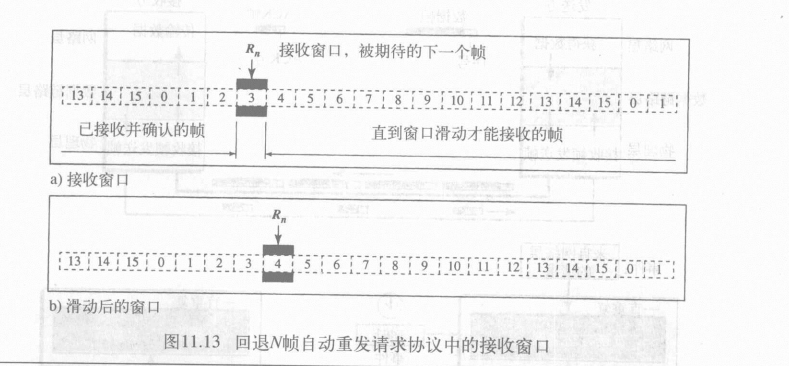 Rn 接收窗口，被期待的下一个帧
13 14 15 0 1 2 3 4 5 6 7 8 9 10 11 12 13 14 15 0 1
已接收并确认的帧 直到窗口滑动才能接收的帧
a) 接收窗口
Rn
13 14 15 0 1 2 3 4 5 6 7 8 9 10 11 12 13 14 15 0 1
b) 滑动后的窗口
图11.13 回退N帧自动重发请求协议中的接收窗口